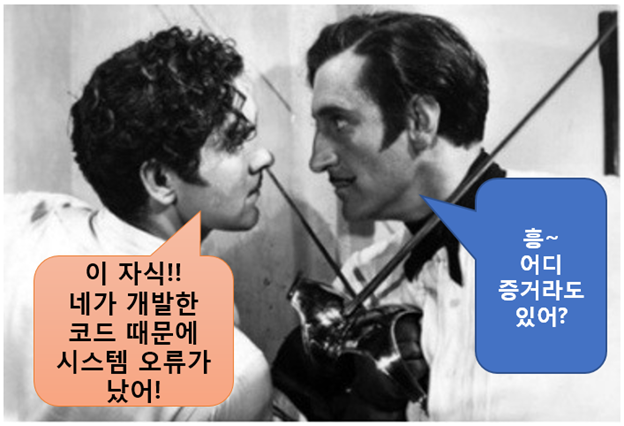 이 자식!!
네가 개발한
코드 때문에
시스템 오류가
났어!
흥~
어디
증거라도
있어?